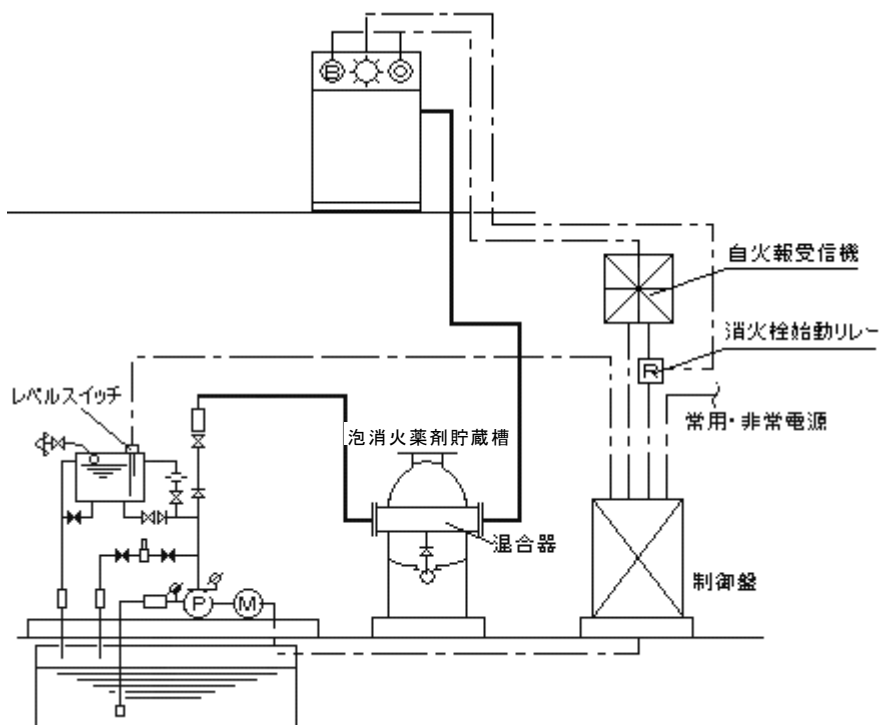 B
自火報受信機
消火栓始動リレー
R
レベルスイッチ
常用・非常電源
泡消火薬剤貯蔵槽
混合器
制御盤
P
M